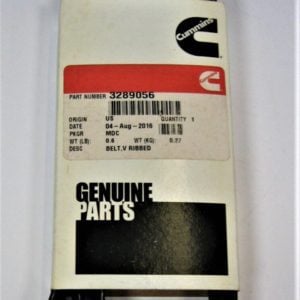 Cummins
PART NUMBER 3289056
ORIGIN US QUANTITY 1
DATE 04-Aug-2016
PKGR MDC
WT (LB) 0.6 WT (KG) 0.27
DESC BELT,V RIBBED
GENUINE
PARTS